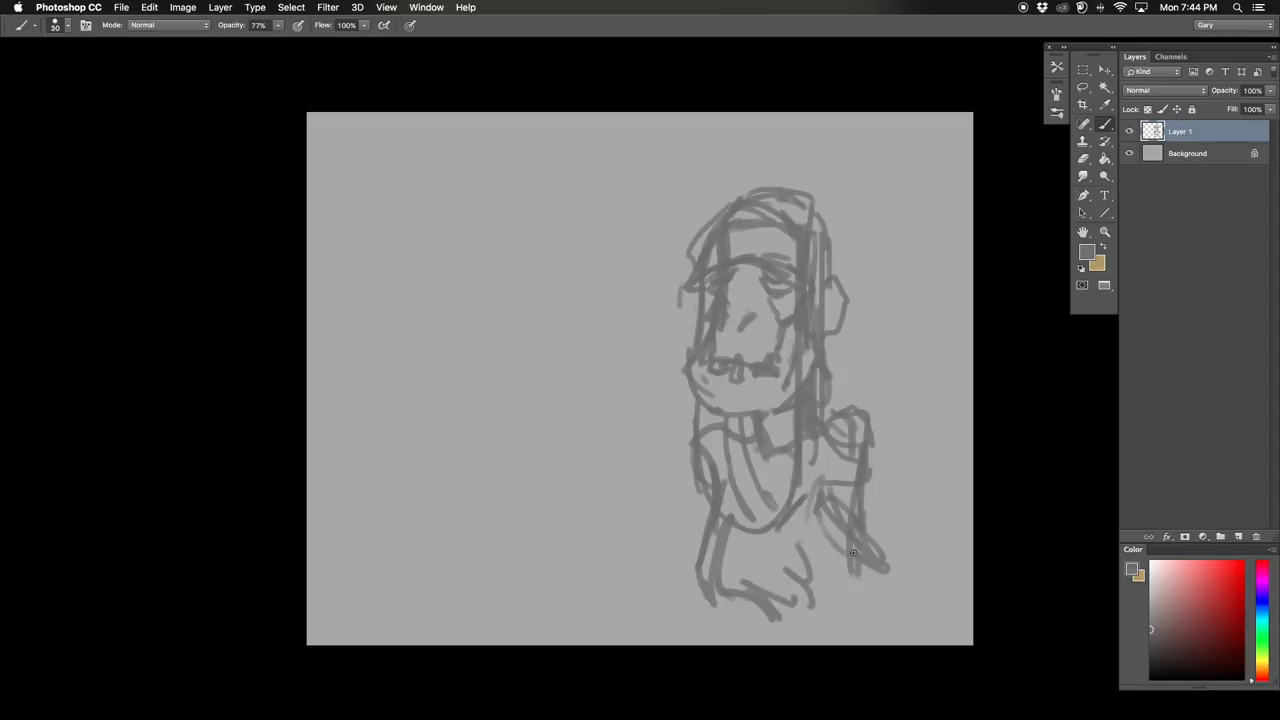 Photoshop CC File Edit Image Layer Type Select Filter 3D View Window Help Mon 7:44 PM
30 Mode: Normal Opacity: 77% Flow: 100% Gary
Layers Channels
Kind
Normal Opacity: 100%
Lock: Fill: 100%
Layer 1
Background
Color